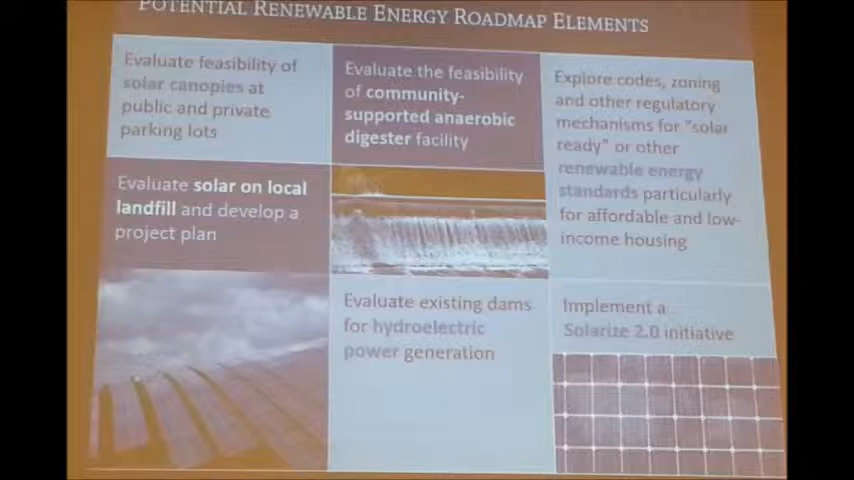 POTENTIAL RENEWABLE ENERGY ROADMAP ELEMENTS
Evaluate feasibility of
solar canopies at
public and private
parking lots
Evaluate the feasibility
of community-
supported anaerobic
digester facility
Explore codes, zoning
and other regulatory
mechanisms for "solar
ready" or other
renewable energy
standards particularly
for affordable and low-
income housing
Evaluate solar on local
landfill and develop a
project plan
Evaluate existing dams
for hydroelectric
power generation
Implement a
Solarize 2.0 initiative